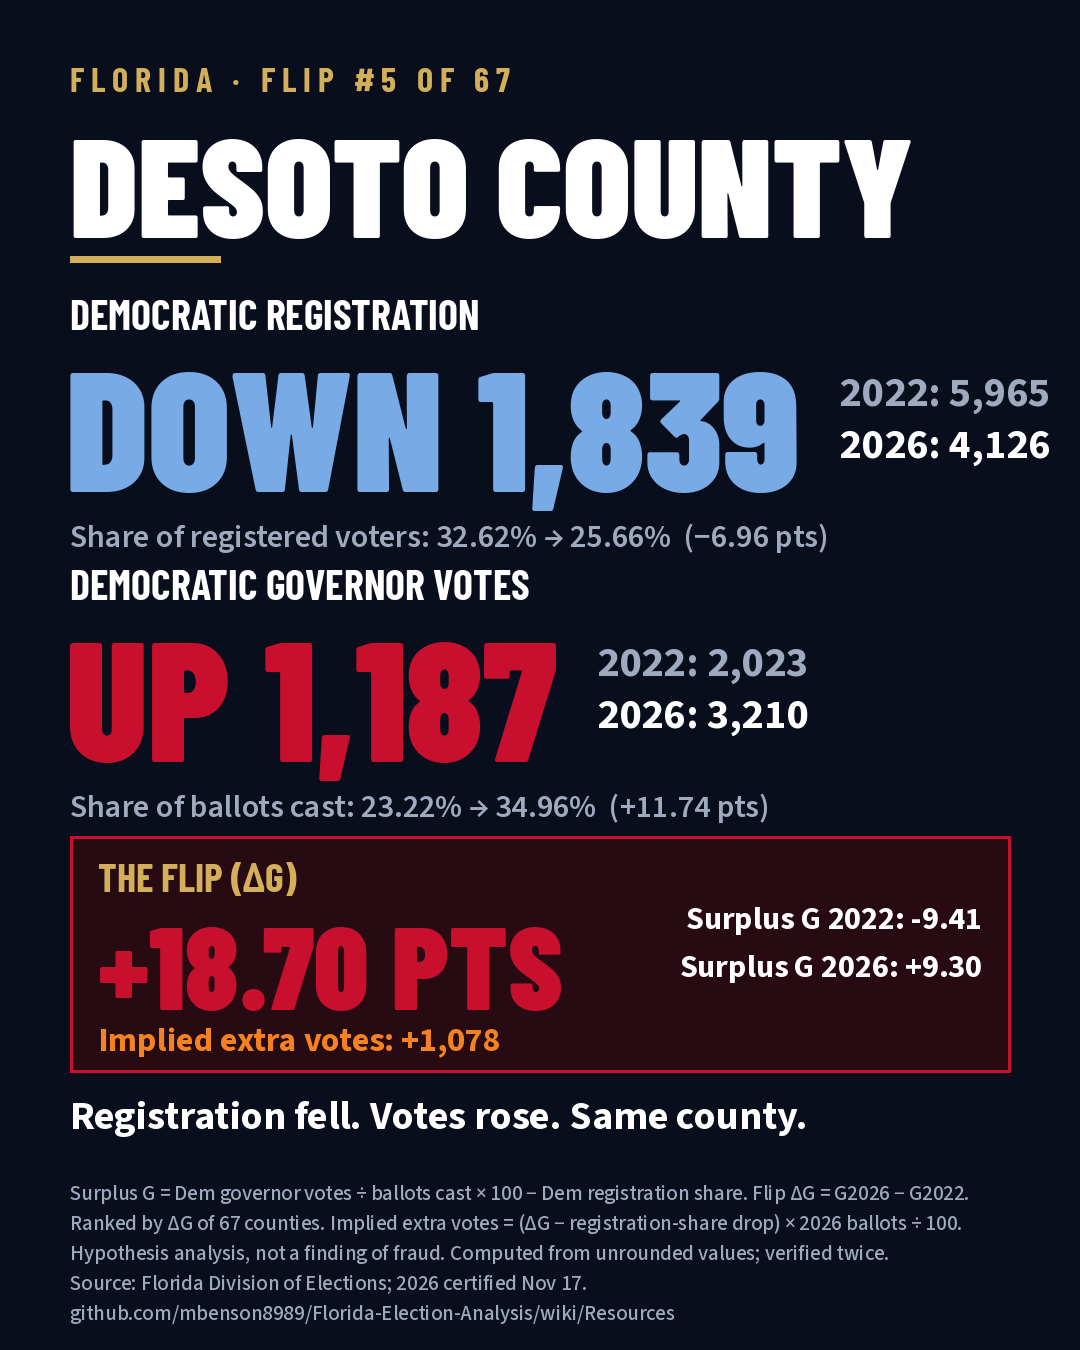 FLORIDA · FLIP #5 OF 67
DESOTO COUNTY
DEMOCRATIC REGISTRATION
DOWN 1,839
2022: 5,965
2026: 4,126
Share of registered voters: 32.62% → 25.66% (−6.96 pts)
DEMOCRATIC GOVERNOR VOTES
UP 1,187
2022: 2,023
2026: 3,210
Share of ballots cast: 23.22% → 34.96% (+11.74 pts)
THE FLIP (ΔG)
+18.70 PTS
Surplus G 2022: -9.41
Surplus G 2026: +9.30
Implied extra votes: +1,078
Registration fell. Votes rose. Same county.
Surplus G = Dem governor votes ÷ ballots cast × 100 − Dem registration share. Flip ΔG = G2026 − G2022.
Ranked by ΔG of 67 counties. Implied extra votes = (ΔG − registration-share drop) × 2026 ballots ÷ 100.
Hypothesis analysis, not a finding of fraud. Computed from unrounded values; verified twice.
Source: Florida Division of Elections; 2026 certified Nov 17.
github.com/mbenson8989/Florida-Election-Analysis/wiki/Resources